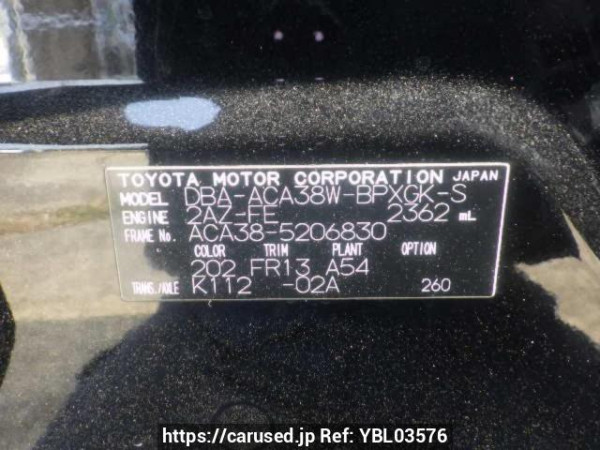 TOYOTA MOTOR CORPORATION JAPAN
MODEL DBA-ACA38W-BPXGK-S
ENGINE 2AZ-FE 2362 mL
FRAME No. ACA38-5206830
COLOR TRIM PLANT OPTION
202 FR13 A54
TRANS./AXLE K112 -02A 260
https://carused.jp Ref: YBL03576